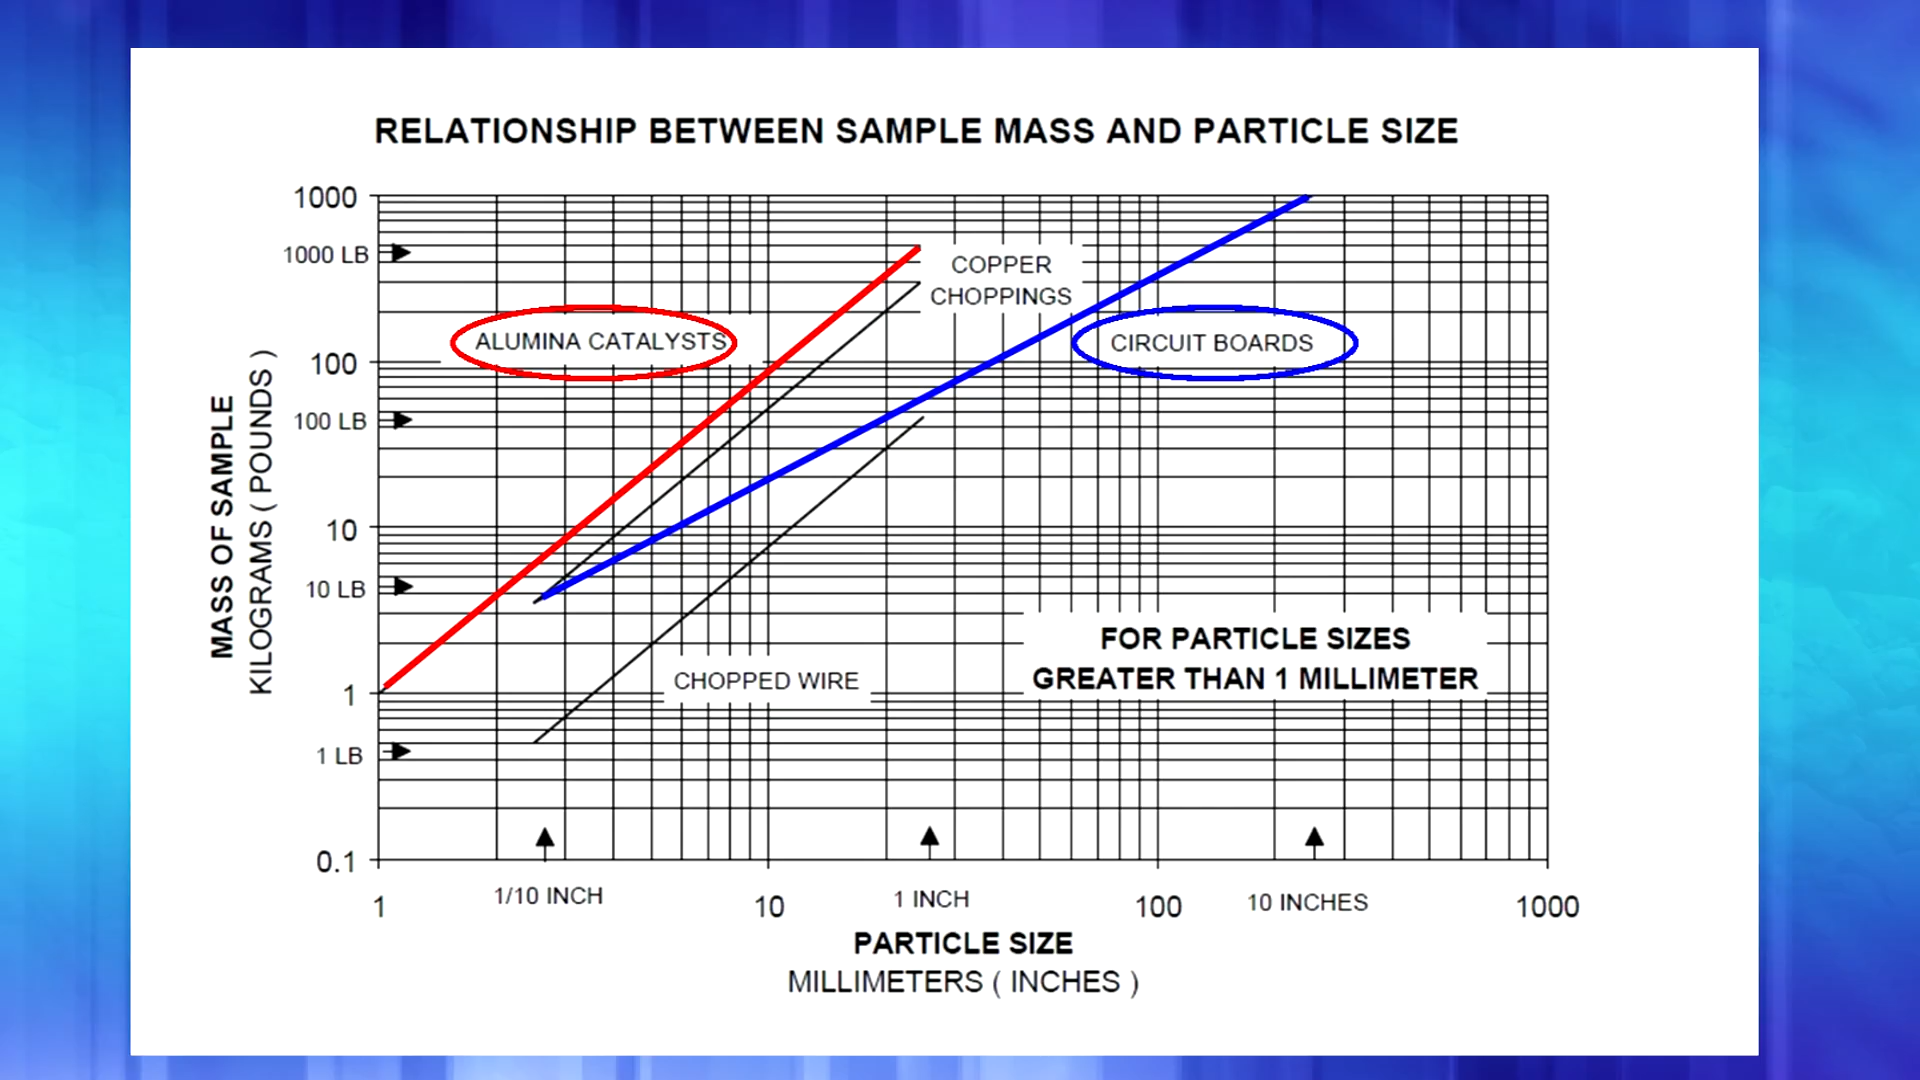 RELATIONSHIP BETWEEN SAMPLE MASS AND PARTICLE SIZE
1000
1000 LB
100
100 LB
10
10 LB
1
1 LB
0.1
MASS OF SAMPLE
KILOGRAMS ( POUNDS )
ALUMINA CATALYSTS
COPPER
CHOPPINGS
CIRCUIT BOARDS
CHOPPED WIRE
FOR PARTICLE SIZES
GREATER THAN 1 MILLIMETER
1
1/10 INCH
10
1 INCH
100
10 INCHES
1000
PARTICLE SIZE
MILLIMETERS ( INCHES )